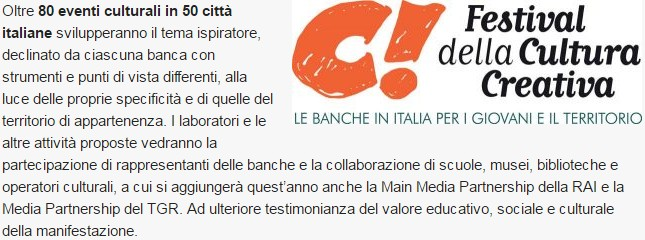 Oltre 80 eventi culturali in 50 città
italiane svilupperanno il tema ispiratore,
declinato da ciascuna banca con
strumenti e punti di vista differenti, alla
luce delle proprie specificità e di quelle del
territorio di appartenenza. I laboratori e le
altre attività proposte vedranno la
partecipazione di rappresentanti delle banche e la collaborazione di scuole, musei, biblioteche e
operatori culturali, a cui si aggiungerà quest'anno anche la Main Media Partnership della RAI e la
Media Partnership del TGR. Ad ulteriore testimonianza del valore educativo, sociale e culturale
della manifestazione.
C!
Festival
della Cultura
Creativa
LE BANCHE IN ITALIA PER I GIOVANI E IL TERRITORIO